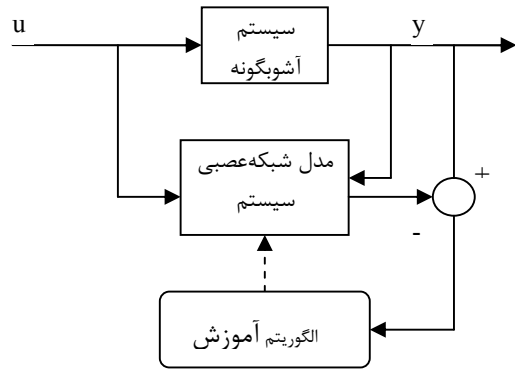 u
سیستم
آشوبگونه
y
مدل شبکه‌عصبی
سیستم
+
-
الگوریتم آموزش